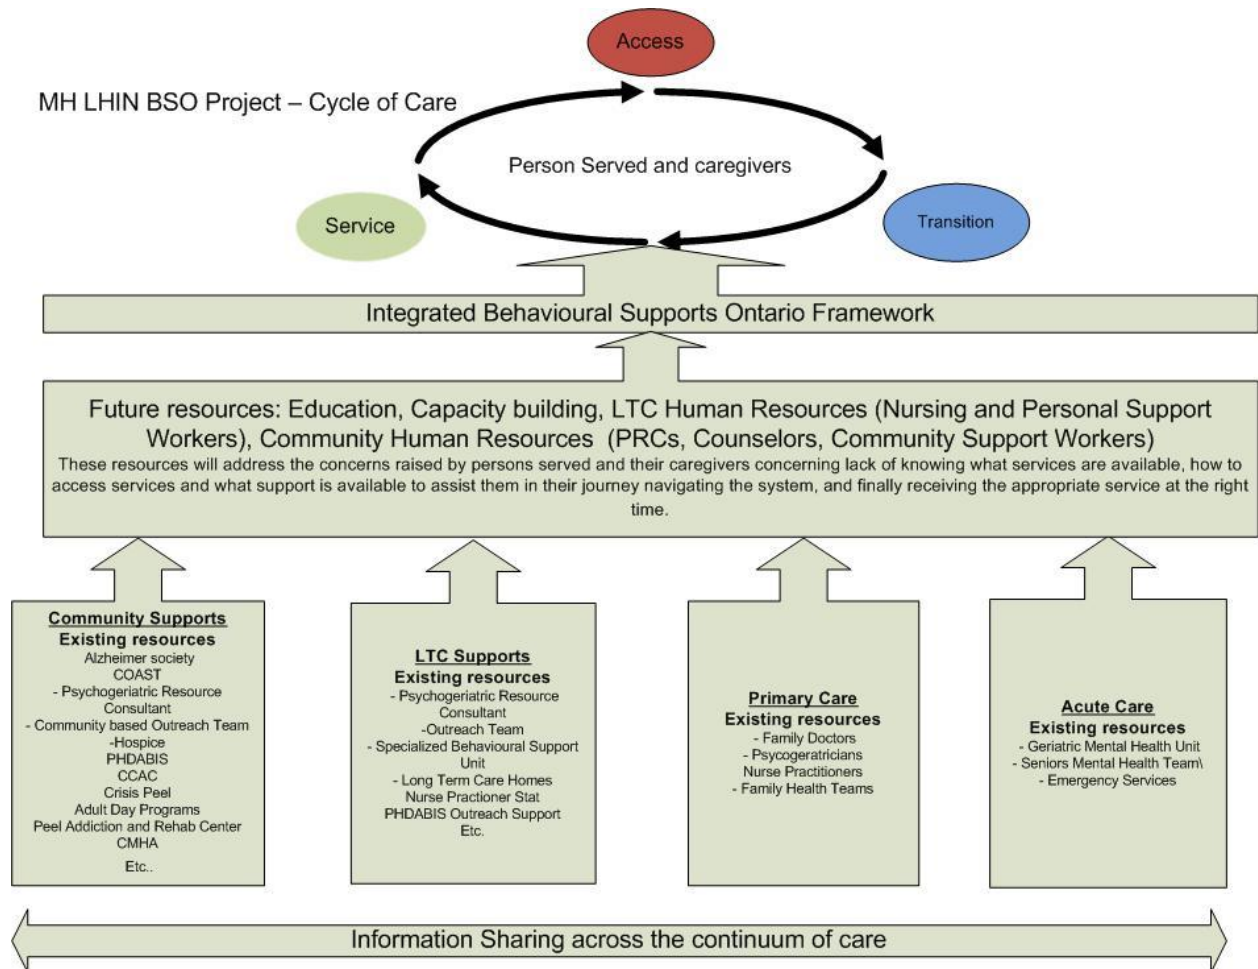 Access
MH LHIN BSO Project – Cycle of Care
Person Served and caregivers
Service
Transition
Integrated Behavioural Supports Ontario Framework
Future resources: Education, Capacity building, LTC Human Resources (Nursing and Personal Support
Workers), Community Human Resources (PRCs, Counselors, Community Support Workers)
These resources will address the concerns raised by persons served and their caregivers concerning lack of knowing what services are available, how to
access services and what support is available to assist them in their journey navigating the system, and finally receiving the appropriate service at the right
time.
Community Supports
Existing resources
Alzheimer society
COAST
- Psychogeriatric Resource
Consultant
- Community based Outreach Team
-Hospice
PHDABIS
CCAC
Crisis Peel
Adult Day Programs
Peel Addiction and Rehab Center
CMHA
Etc..
LTC Supports
Existing resources
- Psychogeriatric Resource
Consultant
-Outreach Team
- Specialized Behavioural Support
Unit
- Long Term Care Homes
Nurse Practioner Stat
PHDABIS Outreach Support
Etc.
Primary Care
Existing resources
- Family Doctors
- Psycogeratricians
Nurse Practitioners
- Family Health Teams
Acute Care
Existing resources
- Geriatric Mental Health Unit
- Seniors Mental Health Team\
- Emergency Services
Information Sharing across the continuum of care